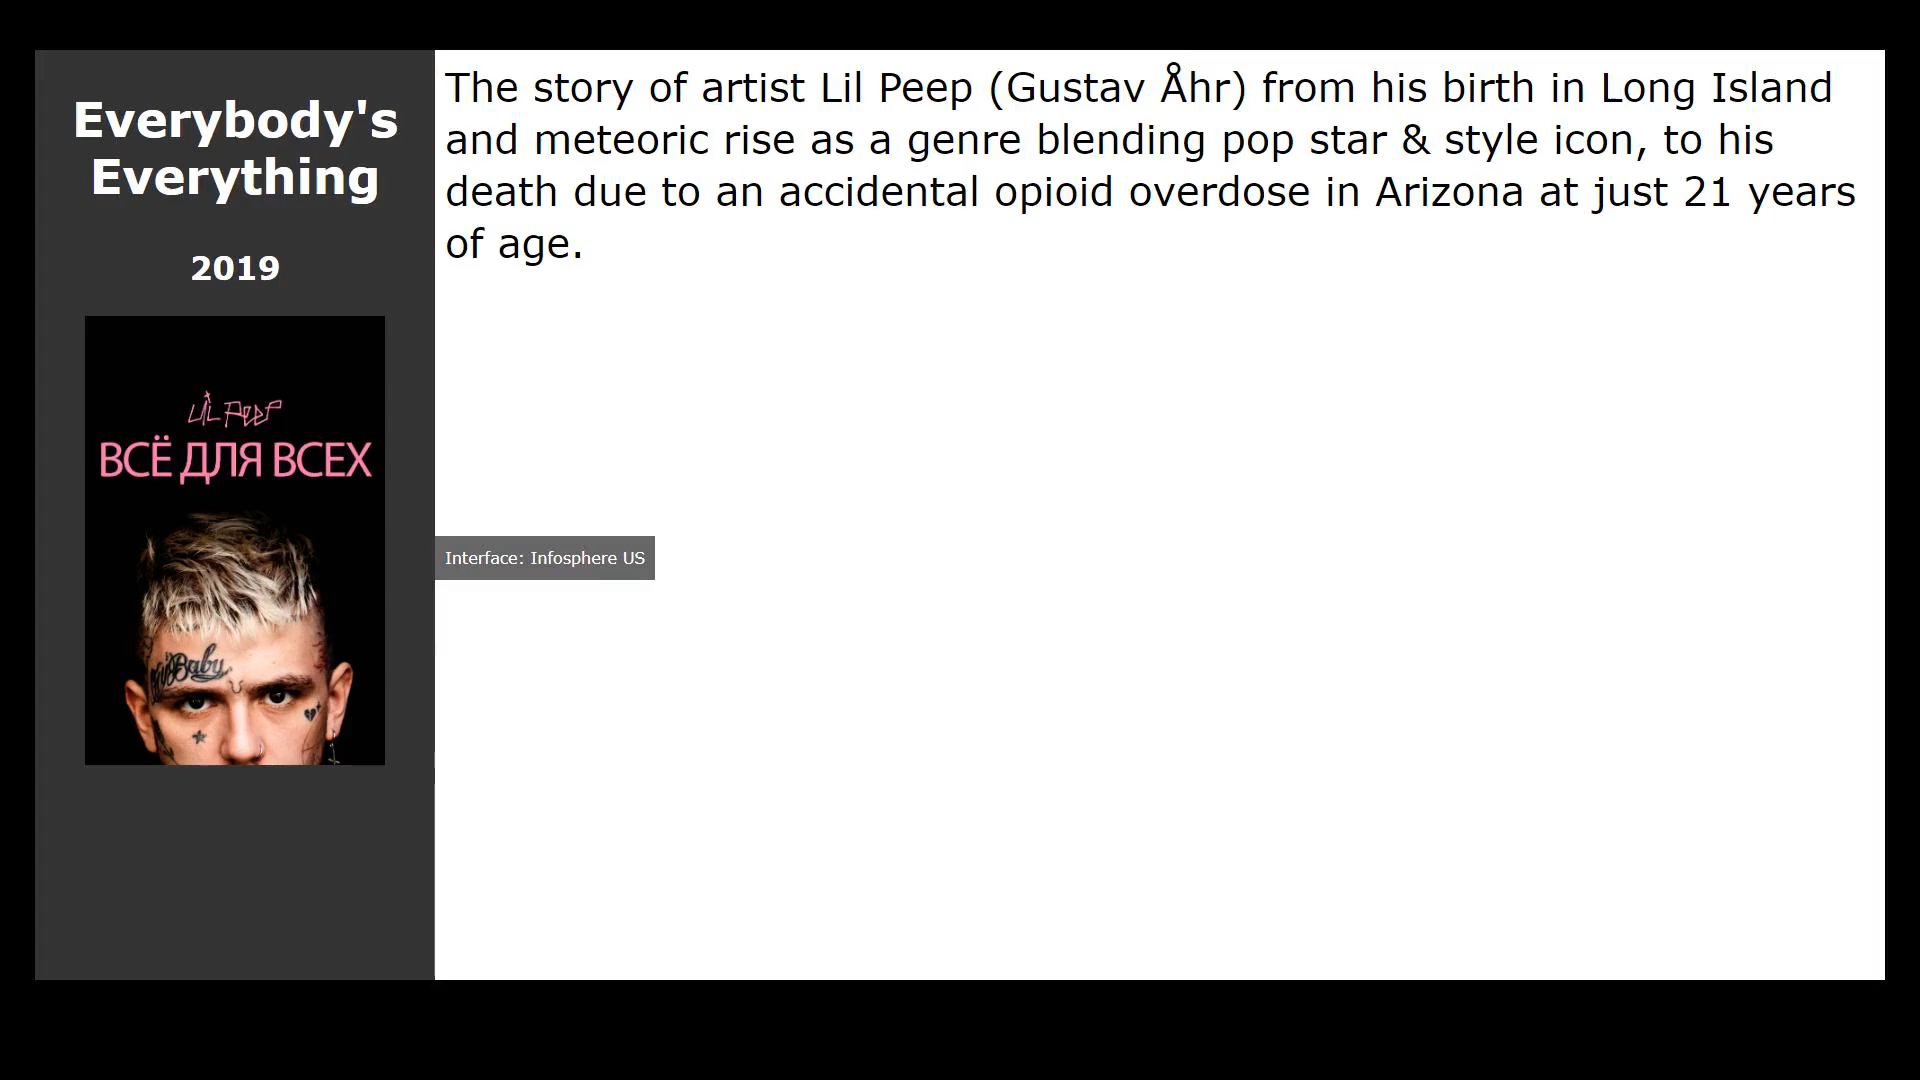 Everybody's
Everything
2019
LiL PEEP
ВСЁ ДЛЯ ВСЕХ
CryBaby
The story of artist Lil Peep (Gustav Åhr) from his birth in Long Island
and meteoric rise as a genre blending pop star & style icon, to his
death due to an accidental opioid overdose in Arizona at just 21 years
of age.
Interface: Infosphere US